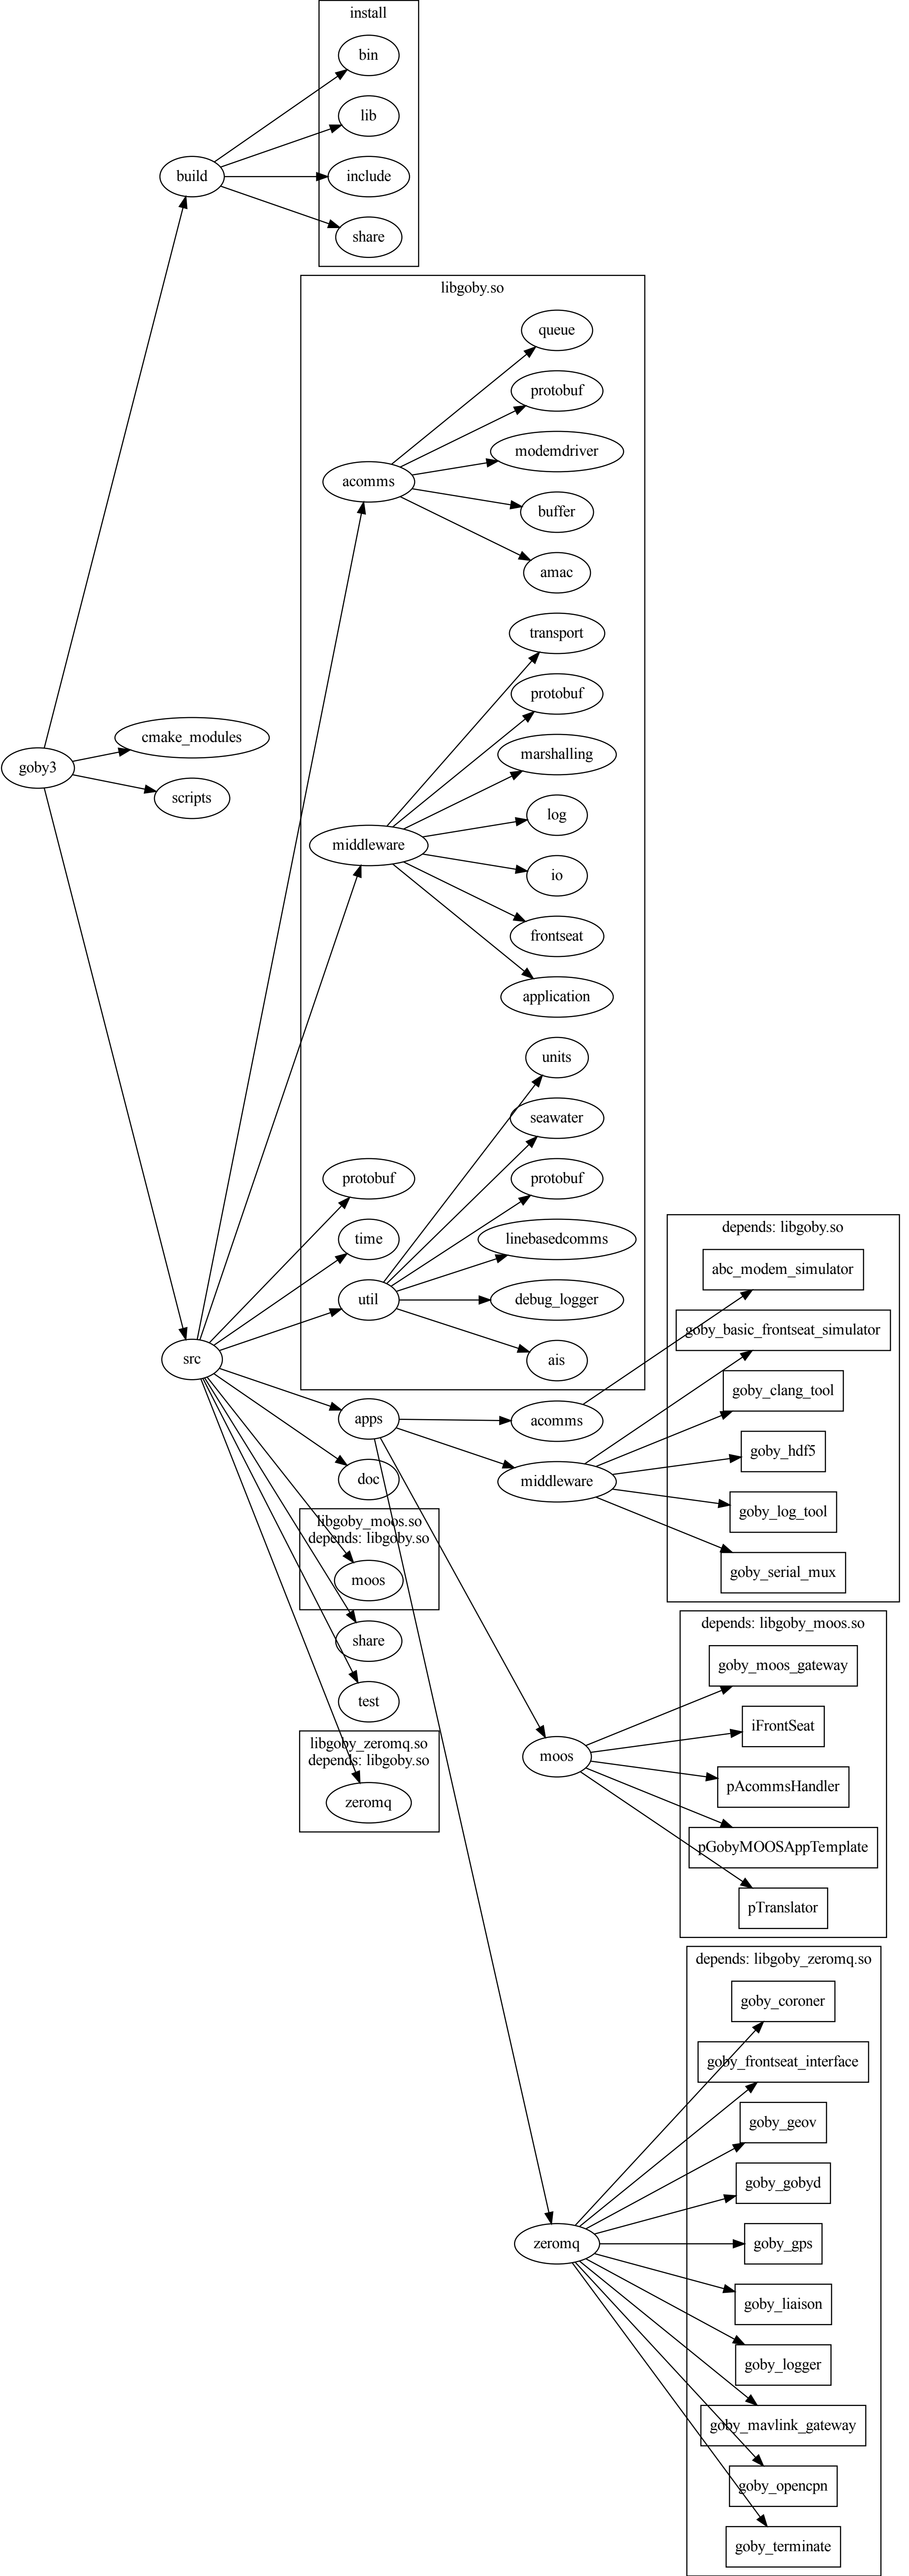 install
bin
lib
build
include
share
libgoby.so
queue
protobuf
modemdriver
acomms
buffer
amac
transport
protobuf
cmake_modules
marshalling
goby3
scripts
log
middleware
io
frontseat
application
units
seawater
protobuf
protobuf
time
linebasedcomms
util
debug_logger
src
ais
depends: libgoby.so
abc_modem_simulator
goby_basic_frontseat_simulator
goby_clang_tool
apps
acomms
goby_hdf5
doc
middleware
goby_log_tool
libgoby_moos.so
depends: libgoby.so
goby_serial_mux
moos
depends: libgoby_moos.so
share
goby_moos_gateway
test
iFrontSeat
libgoby_zeromq.so
depends: libgoby.so
moos
pAcommsHandler
zeromq
pGobyMOOSAppTemplate
pTranslator
depends: libgoby_zeromq.so
goby_coroner
goby_frontseat_interface
goby_geov
goby_gobyd
zeromq
goby_gps
goby_liaison
goby_logger
goby_mavlink_gateway
goby_opencpn
goby_terminate